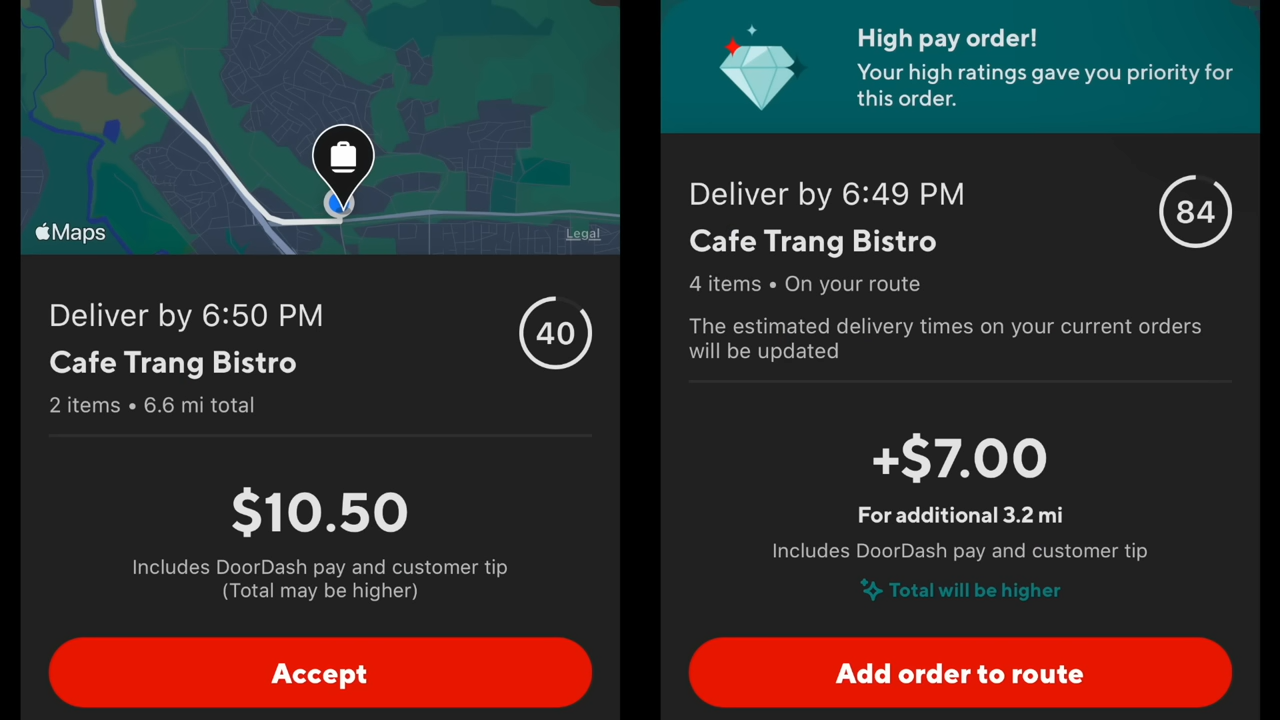 Maps
Legal
Deliver by 6:50 PM
40
Cafe Trang Bistro
2 items • 6.6 mi total
$10.50
Includes DoorDash pay and customer tip
(Total may be higher)
Accept
High pay order!
Your high ratings gave you priority for
this order.
Deliver by 6:49 PM
84
Cafe Trang Bistro
4 items • On your route
The estimated delivery times on your current orders
will be updated
+$7.00
For additional 3.2 mi
Includes DoorDash pay and customer tip
Total will be higher
Add order to route